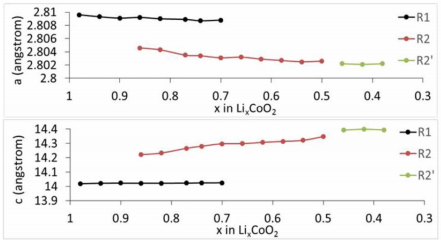 2.81
2.808
2.806
2.804
2.802
2.8
a (angstrom)
1 0.9 0.8 0.7 0.6 0.5 0.4 0.3
x in LiₓCoO₂
R1
R2
R2'
14.4
14.3
14.2
14.1
14
13.9
c (angstrom)
1 0.9 0.8 0.7 0.6 0.5 0.4 0.3
x in LiₓCoO₂
R1
R2
R2'